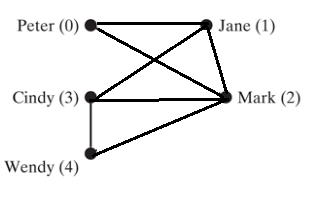 Peter (0)
Jane (1)
Cindy (3)
Mark (2)
Wendy (4)